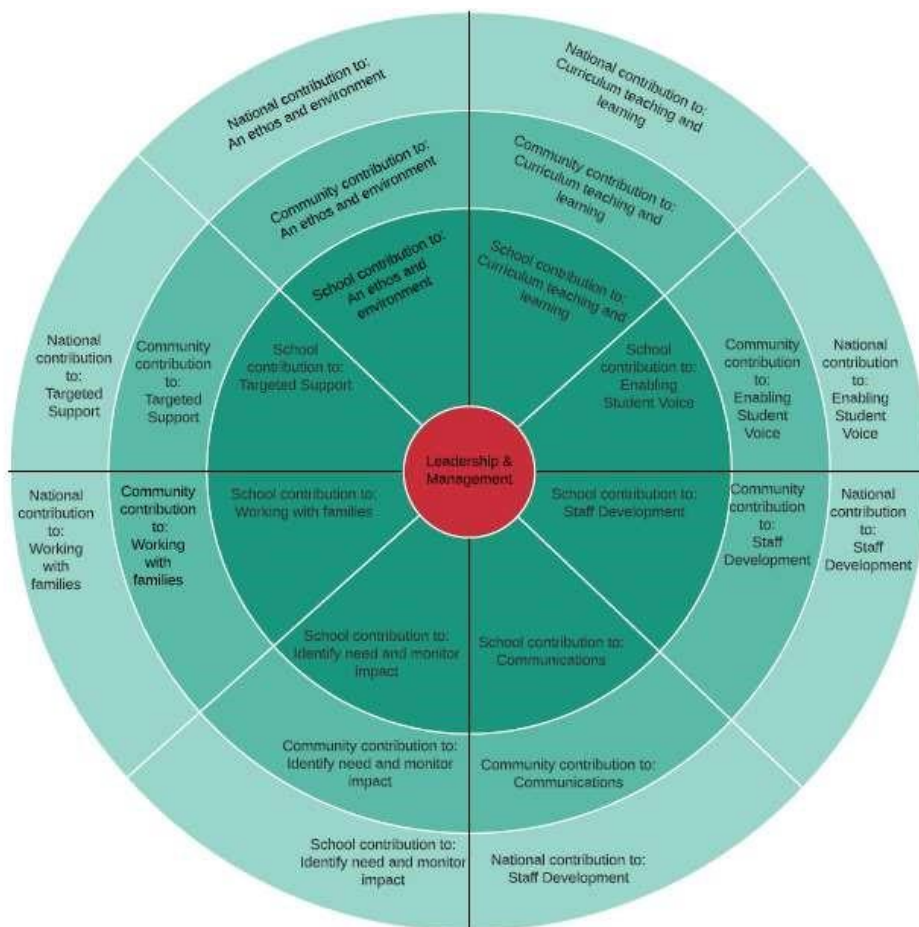 National contribution to:
An ethos and environment
National contribution to:
Curriculum teaching and
learning
Community contribution to:
An ethos and environment
Community contribution to:
Curriculum teaching and
learning
School contribution to:
An ethos and
environment
School contribution to:
Curriculum teaching and
learning
National
contribution
to:
Targeted
Support
Community
contribution
to:
Targeted
Support
School
contribution to:
Targeted Support
School
contribution to:
Enabling
Student Voice
Community
contribution
to:
Enabling
Student
Voice
National
contribution
to:
Enabling
Student
Voice
Leadership &
Management
National
contribution
to:
Working
with
families
Community
contribution
to:
Working
with
families
School contribution to:
Working with families
School contribution to:
Staff Development
Community
contribution
to:
Staff
Development
National
contribution
to:
Staff
Development
School contribution to:
Identify need and monitor
impact
School contribution to:
Communications
Community contribution to:
Identify need and monitor
impact
Community contribution to:
Communications
School contribution to:
Identify need and monitor
impact
National contribution to:
Staff Development